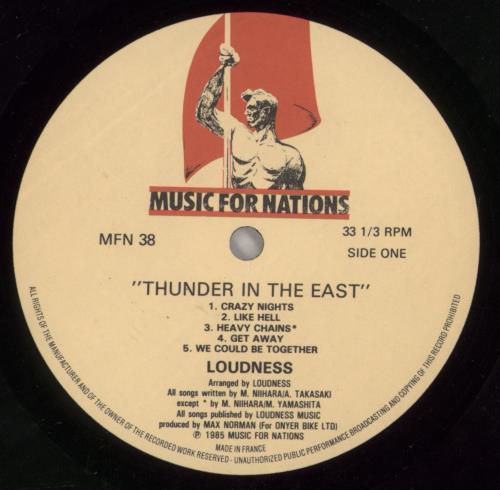 MUSIC FOR NATIONS
MFN 38
33 1/3 RPM
SIDE ONE
"THUNDER IN THE EAST"
1. CRAZY NIGHTS
2. LIKE HELL
3. HEAVY CHAINS*
4. GET AWAY
5. WE COULD BE TOGETHER
LOUDNESS
Arranged by LOUDNESS
All songs written by M. NIIHARA/A. TAKASAKI
except * by M. NIIHARA/M. YAMASHITA
All songs published by LOUDNESS MUSIC
produced by MAX NORMAN (For ONYER BIKE LTD)
℗ 1985 MUSIC FOR NATIONS
MADE IN FRANCE
ALL RIGHTS OF THE MANUFACTURER AND OF THE OWNER OF THE RECORDED WORK RESERVED - UNAUTHORIZED PUBLIC PERFORMANCE BROADCASTING AND COPYING OF THIS RECORD PROHIBITED